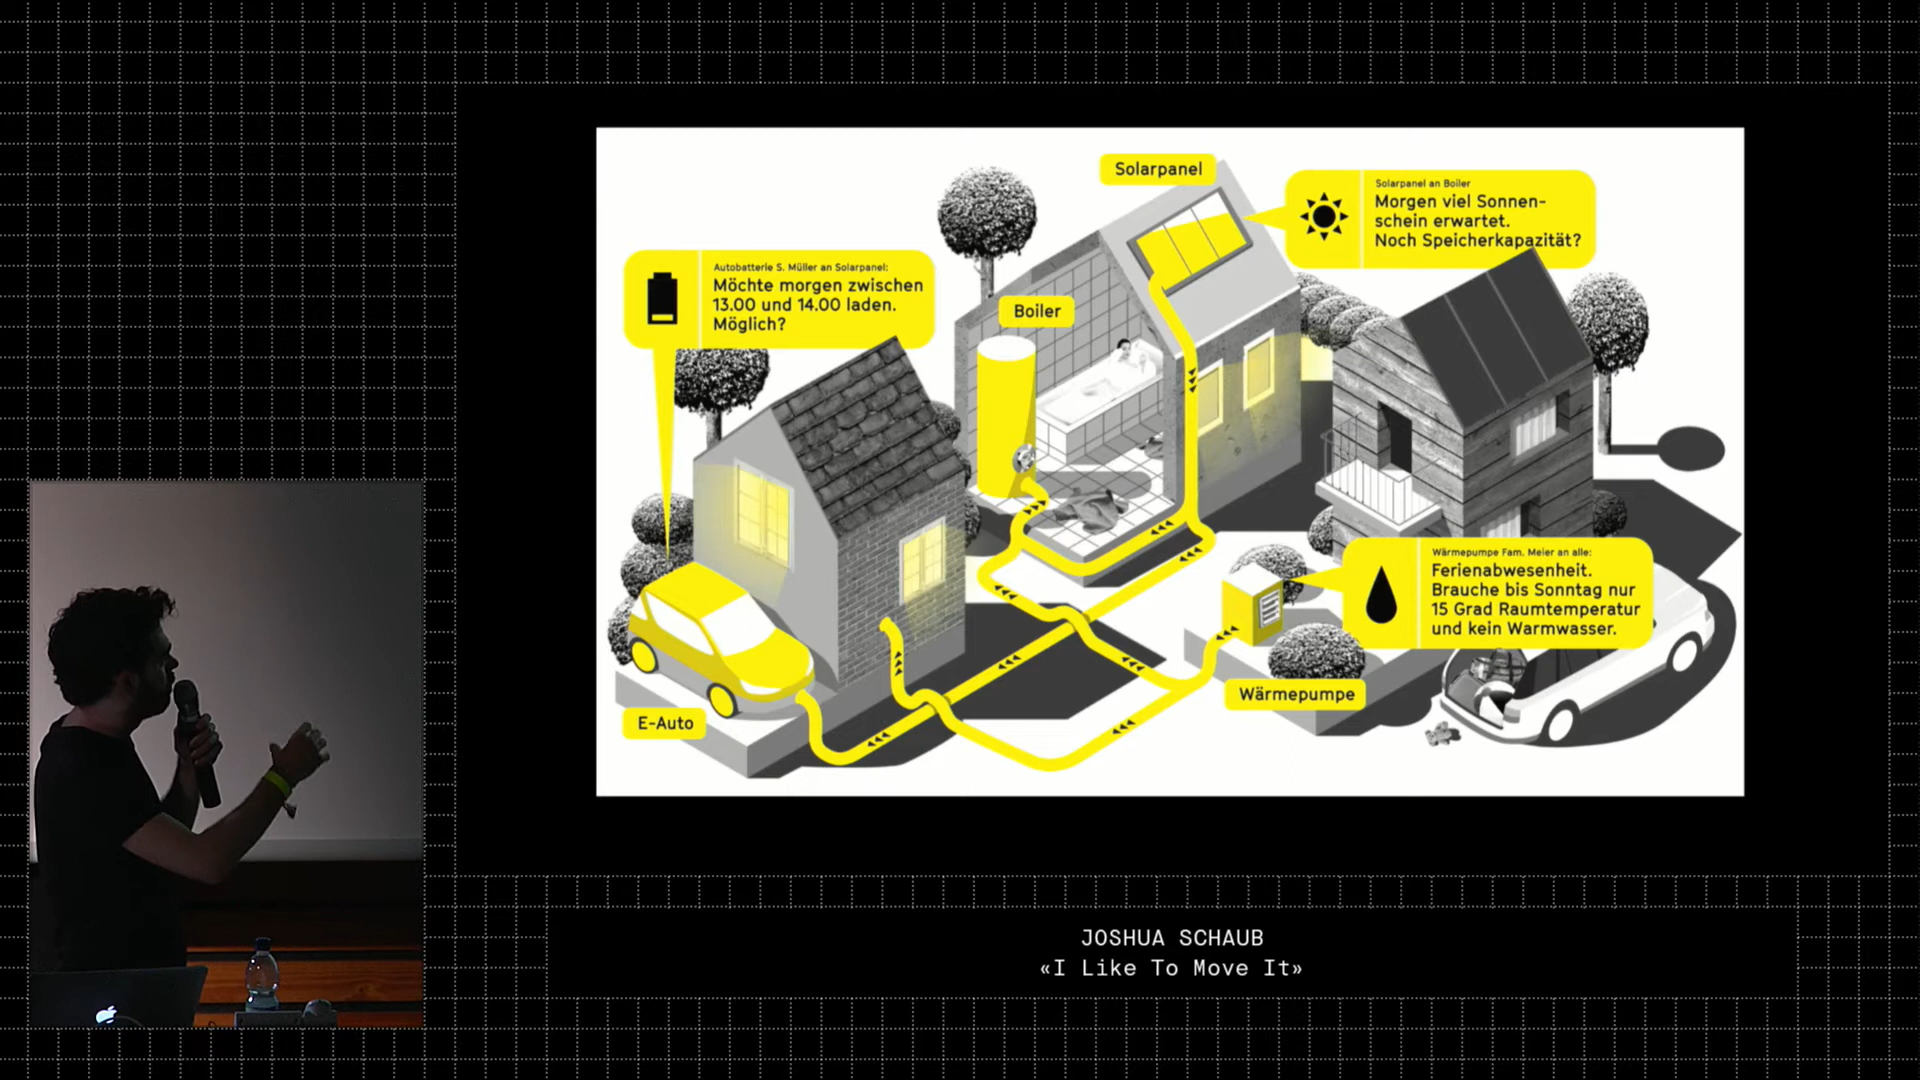 Solarpanel
Solarpanel an Boiler
Morgen viel Sonnen-
schein erwartet.
Noch Speicherkapazität?
Autobatterie S. Müller an Solarpanel:
Möchte morgen zwischen
13.00 und 14.00 laden.
Möglich?
Boiler
Wärmepumpe Fam. Meier an alle:
Ferienabwesenheit.
Brauche bis Sonntag nur
15 Grad Raumtemperatur
und kein Warmwasser.
Wärmepumpe
E-Auto
JOSHUA SCHAUB
«I Like To Move It»